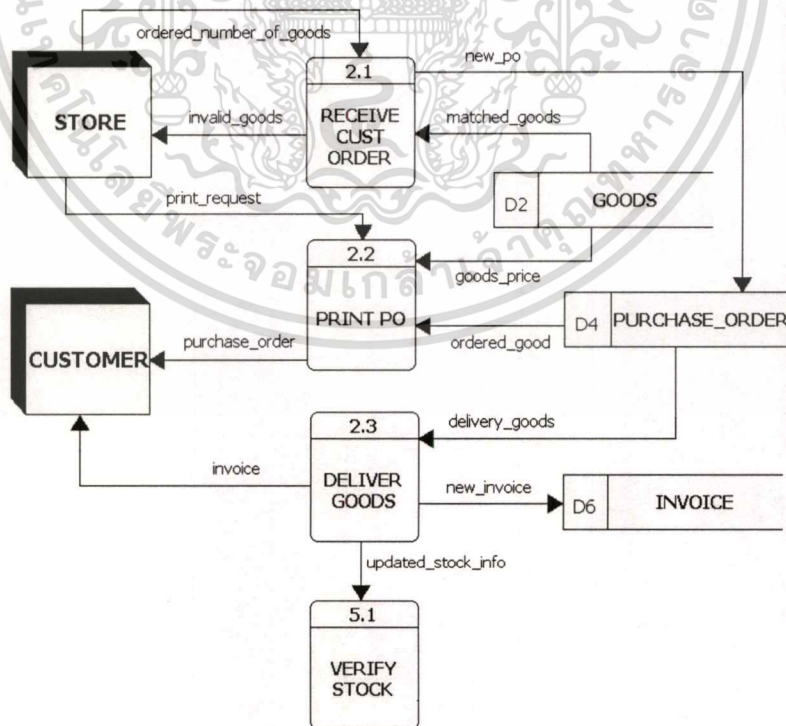 ordered_number_of_goods
new_po
2.1
STORE
invalid_goods
RECEIVE
CUST
ORDER
matched_goods
D2
GOODS
print_request
2.2
goods_price
PRINT PO
D4
PURCHASE_ORDER
ordered_good
CUSTOMER
purchase_order
2.3
delivery_goods
invoice
DELIVER
GOODS
new_invoice
D6
INVOICE
updated_stock_info
5.1
VERIFY
STOCK